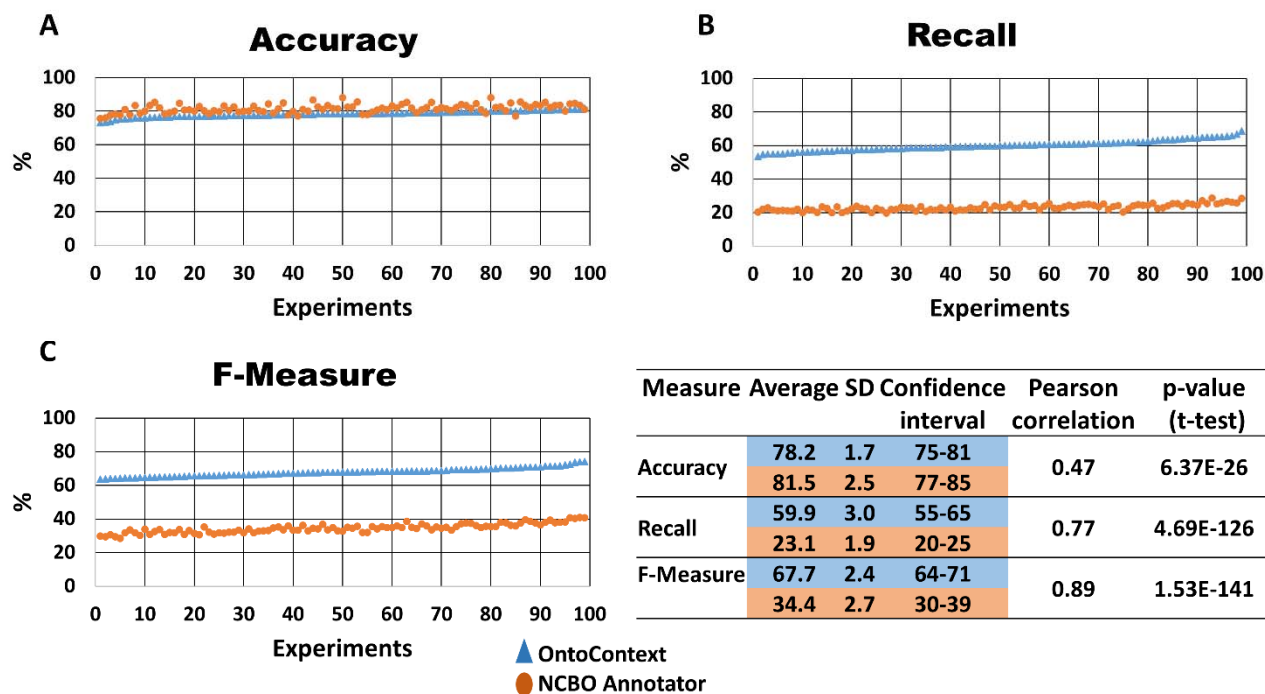 A
Accuracy
100
80
60
40
20
0
%
0 10 20 30 40 50 60 70 80 90 100
Experiments
B
Recall
100
80
60
40
20
0
%
0 10 20 30 40 50 60 70 80 90 100
Experiments
C
F-Measure
100
80
60
40
20
0
%
0 10 20 30 40 50 60 70 80 90 100
Experiments
Measure Average SD Confidence Pearson p-value
interval correlation (t-test)
Accuracy 78.2 1.7 75-81 0.47 6.37E-26
81.5 2.5 77-85
Recall 59.9 3.0 55-65 0.77 4.69E-126
23.1 1.9 20-25
F-Measure 67.7 2.4 64-71 0.89 1.53E-141
34.4 2.7 30-39
OntoContext
NCBO Annotator